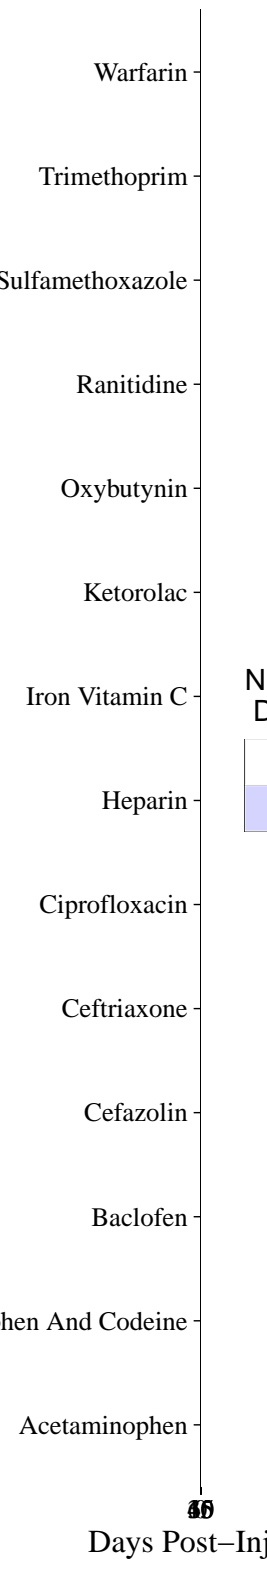 Warfarin
Trimethoprim
Sulfamethoxazole
Ranitidine
Oxybutynin
Ketorolac
N
Iron Vitamin C
D
Heparin
Ciprofloxacin
Ceftriaxone
Cefazolin
Baclofen
hen And Codeine
Acetaminophen
Days Post−Inj